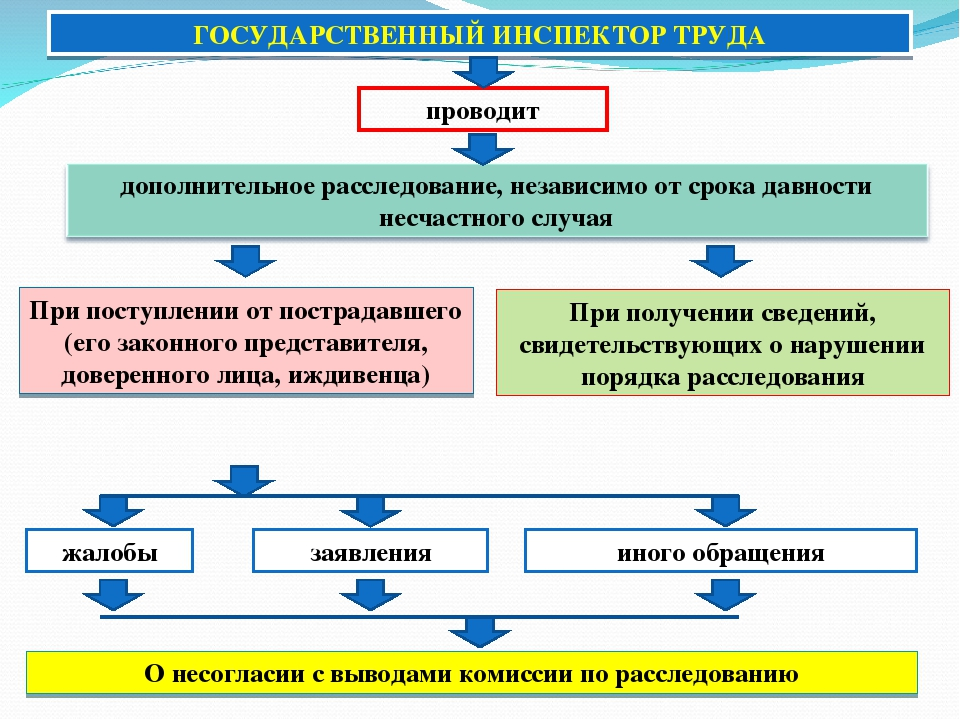 ГОСУДАРСТВЕННЫЙ ИНСПЕКТОР ТРУДА
проводит
дополнительное расследование, независимо от срока давности
несчастного случая
При поступлении от пострадавшего
(его законного представителя,
доверенного лица, иждивенца)
При получении сведений,
свидетельствующих о нарушении
порядка расследования
жалобы
заявления
иного обращения
О несогласии с выводами комиссии по расследованию